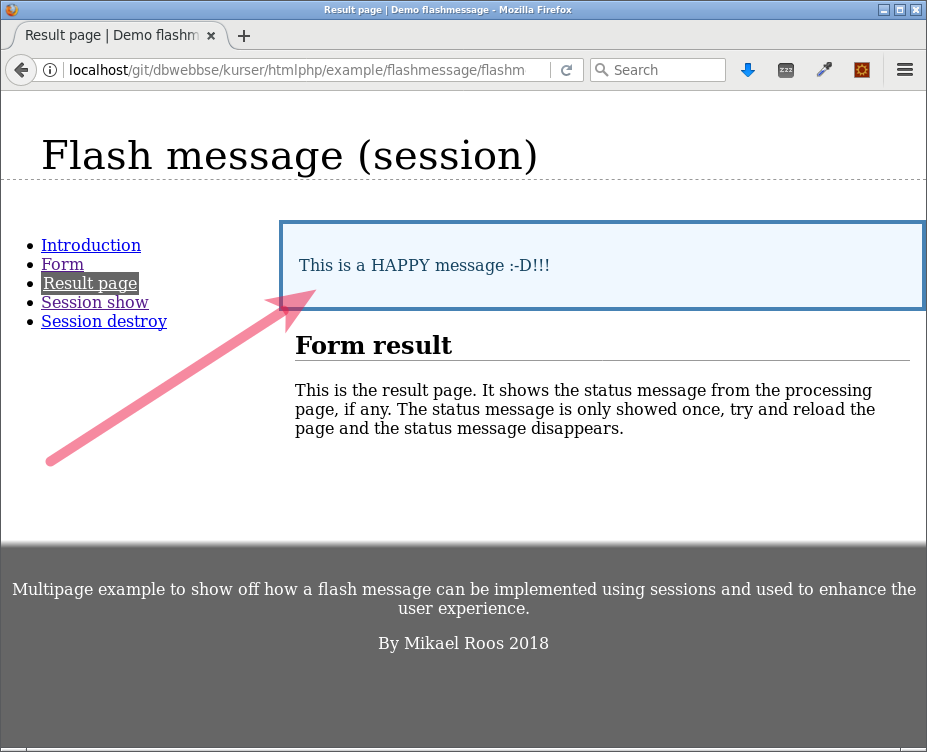 Result page | Demo flashmessage - Mozilla Firefox
Result page | Demo flashm
localhost/git/dbwebbse/kurser/htmlphp/example/flashmessage/flashm
Search
zzz
Flash message (session)
Introduction
Form
Result page
Session show
Session destroy
This is a HAPPY message :-D!!!
Form result
This is the result page. It shows the status message from the processing
page, if any. The status message is only showed once, try and reload the
page and the status message disappears.
Multipage example to show off how a flash message can be implemented using sessions and used to enhance the
user experience.
By Mikael Roos 2018